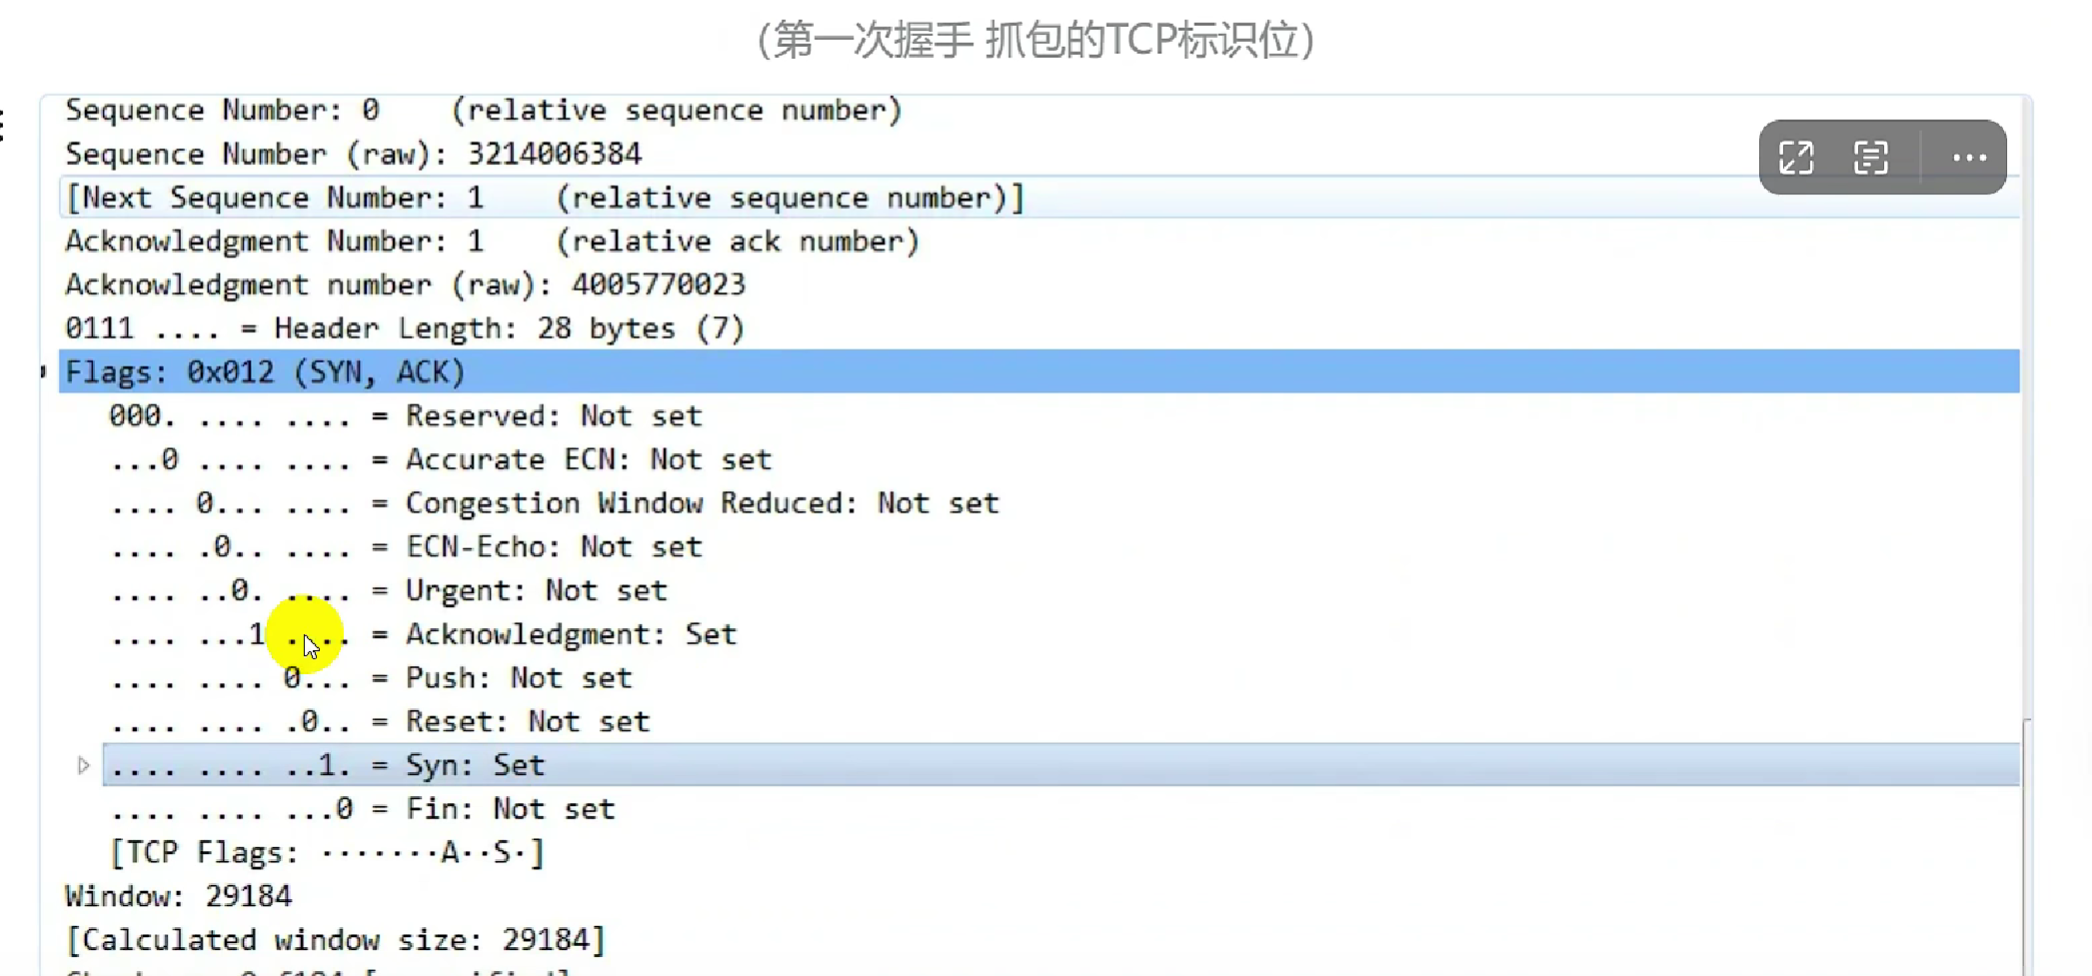 （第一次握手 抓包的TCP标识位）
Sequence Number: 0    (relative sequence number)
Sequence Number (raw): 3214006384
[Next Sequence Number: 1    (relative sequence number)]
Acknowledgment Number: 1    (relative ack number)
Acknowledgment number (raw): 4005770023
0111 .... = Header Length: 28 bytes (7)
Flags: 0x012 (SYN, ACK)
000. .... .... = Reserved: Not set
...0 .... .... = Accurate ECN: Not set
.... 0... .... = Congestion Window Reduced: Not set
.... .0.. .... = ECN-Echo: Not set
.... ..0. .... = Urgent: Not set
.... ...1 .... = Acknowledgment: Set
.... .... 0... = Push: Not set
.... .... .0.. = Reset: Not set
.... .... ..1. = Syn: Set
.... .... ...0 = Fin: Not set
[TCP Flags: ·······A··S·]
Window: 29184
[Calculated window size: 29184]